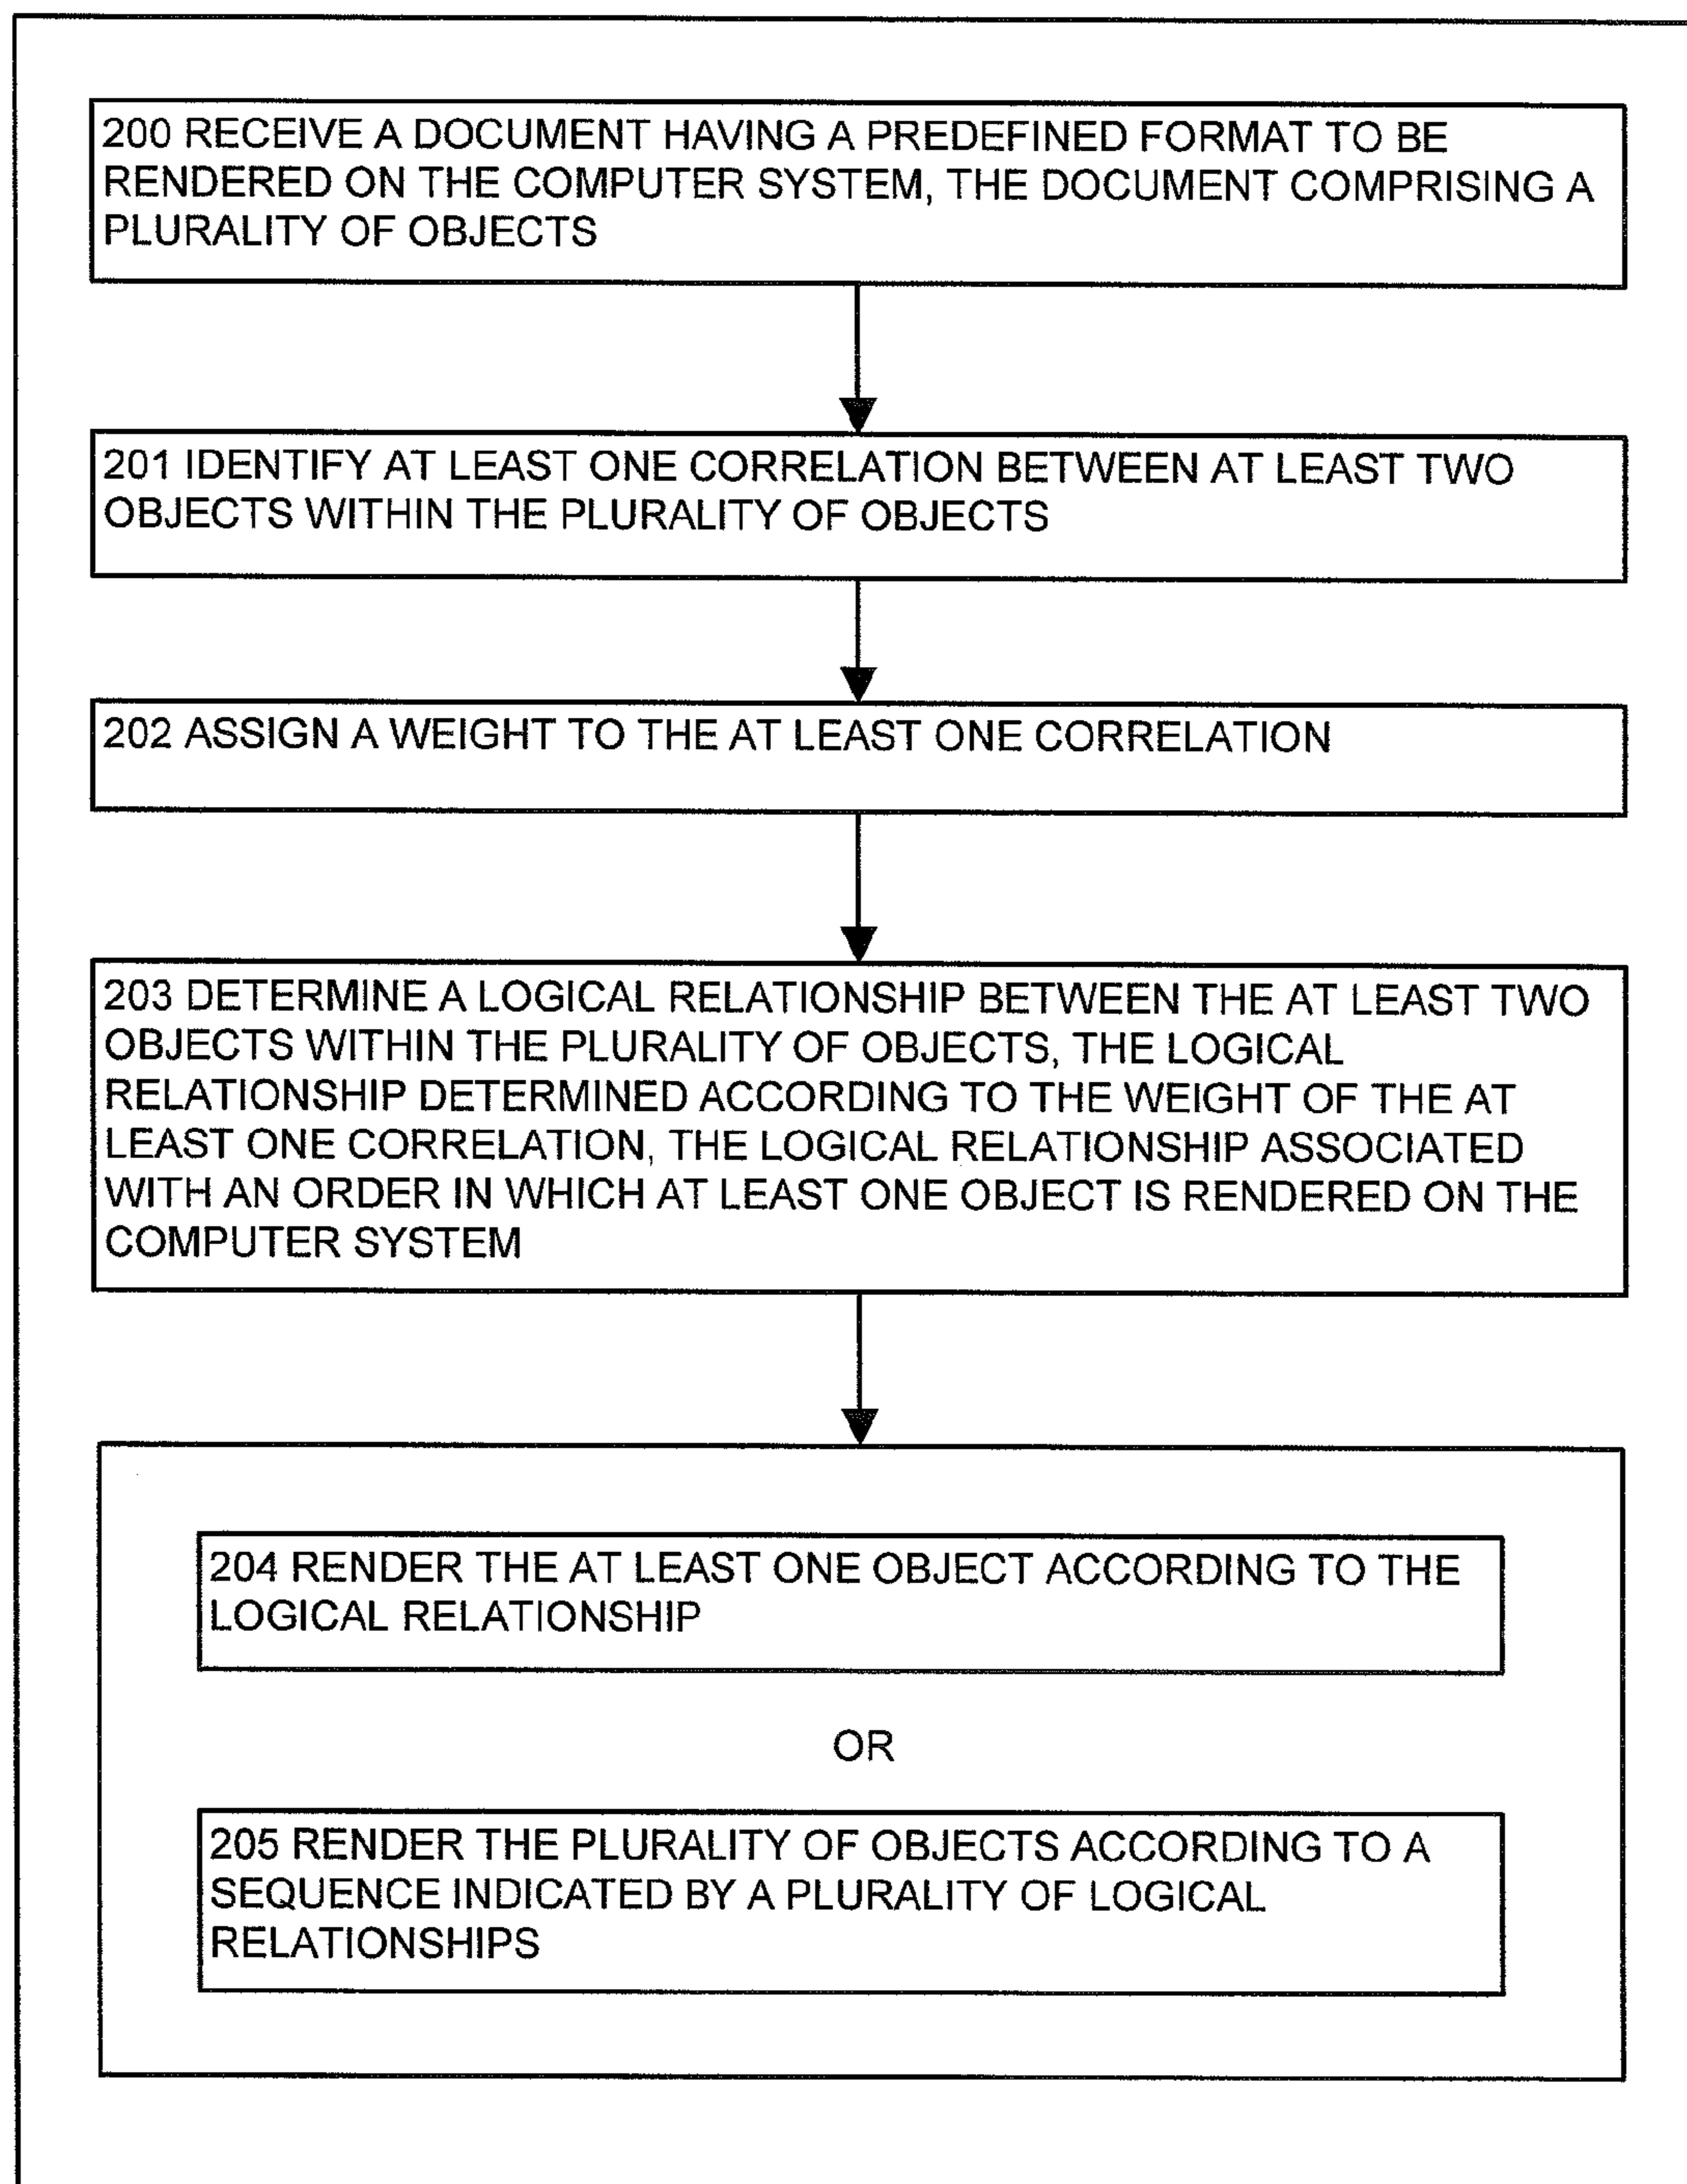 200 RECEIVE A DOCUMENT HAVING A PREDEFINED FORMAT TO BE
RENDERED ON THE COMPUTER SYSTEM, THE DOCUMENT COMPRISING A
PLURALITY OF OBJECTS
201 IDENTIFY AT LEAST ONE CORRELATION BETWEEN AT LEAST TWO
OBJECTS WITHIN THE PLURALITY OF OBJECTS
202 ASSIGN A WEIGHT TO THE AT LEAST ONE CORRELATION
203 DETERMINE A LOGICAL RELATIONSHIP BETWEEN THE AT LEAST TWO
OBJECTS WITHIN THE PLURALITY OF OBJECTS, THE LOGICAL
RELATIONSHIP DETERMINED ACCORDING TO THE WEIGHT OF THE AT
LEAST ONE CORRELATION, THE LOGICAL RELATIONSHIP ASSOCIATED
WITH AN ORDER IN WHICH AT LEAST ONE OBJECT IS RENDERED ON THE
COMPUTER SYSTEM
204 RENDER THE AT LEAST ONE OBJECT ACCORDING TO THE
LOGICAL RELATIONSHIP
OR
205 RENDER THE PLURALITY OF OBJECTS ACCORDING TO A
SEQUENCE INDICATED BY A PLURALITY OF LOGICAL
RELATIONSHIPS